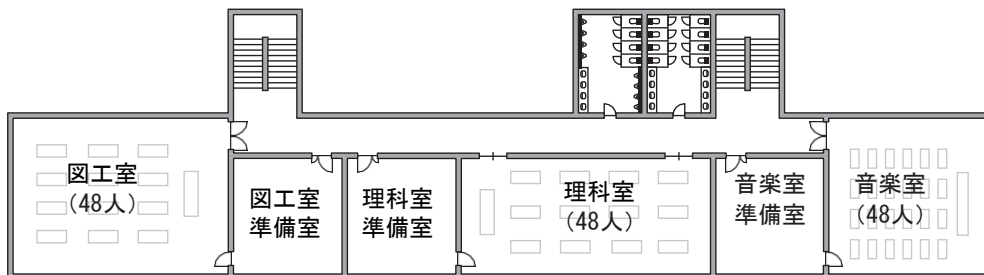 図工室
（48人）
図工室
準備室
理科室
準備室
理科室
（48人）
音楽室
準備室
音楽室
（48人）